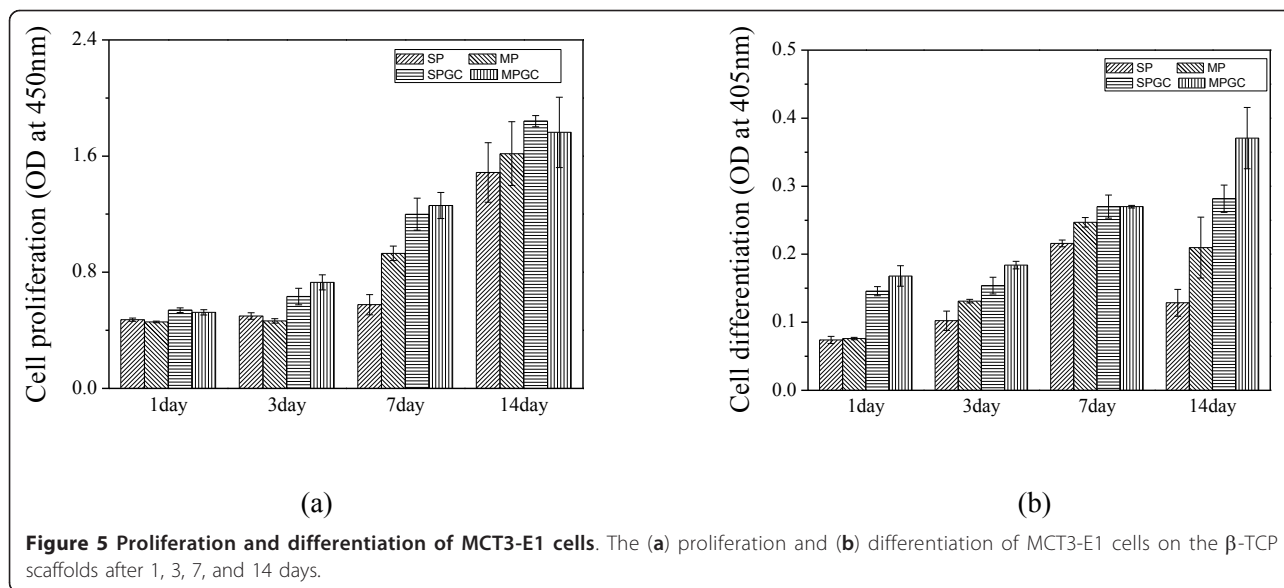 Cell proliferation (OD at 450nm)
2.4
1.6
0.8
0.0
SP MP
SPGC MPGC
1day 3day 7day 14day
(a)
Cell differentiation (OD at 405nm)
0.5
0.4
0.3
0.2
0.1
0.0
SP MP
SPGC MPGC
1day 3day 7day 14day
(b)
Figure 5 Proliferation and differentiation of MCT3-E1 cells. The (a) proliferation and (b) differentiation of MCT3-E1 cells on the β-TCP
scaffolds after 1, 3, 7, and 14 days.